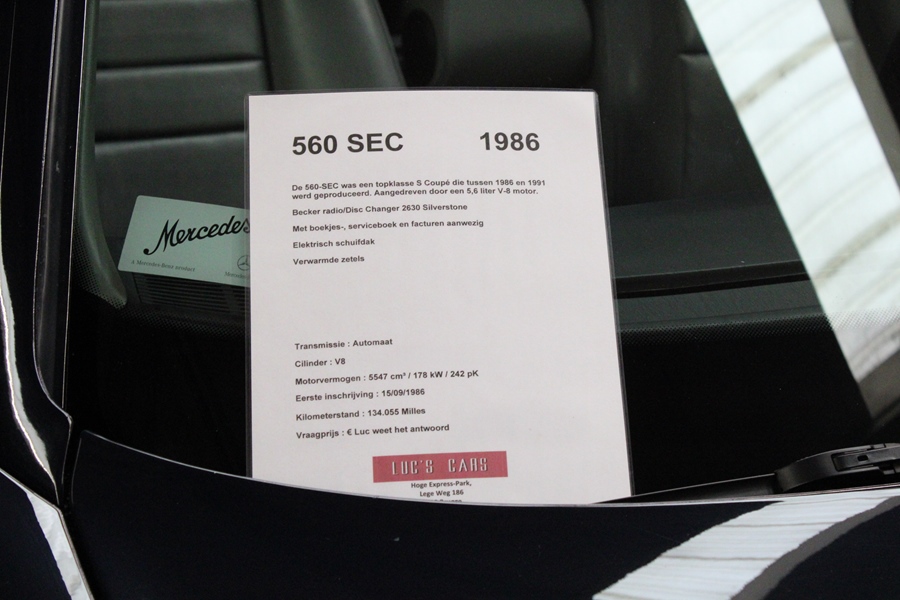 560 SEC 1986
De 560-SEC was een topklasse S Coupé die tussen 1986 en 1991
werd geproduceerd. Aangedreven door een 5,6 liter V-8 motor.
Becker radio/Disc Changer 2630 Silverstone
Met boekjes-, serviceboek en facturen aanwezig
Elektrisch schuifdak
Verwarmde zetels
Mercedes
Transmissie : Automaat
Cilinder : V8
Motorvermogen : 5547 cm³ / 178 kW / 242 pK
Eerste inschrijving : 15/09/1986
Kilometerstand : 134.055 Milles
Vraagprijs : € Luc weet het antwoord
LUC'S CARS
Hoge Express-Park,
Lege Weg 186